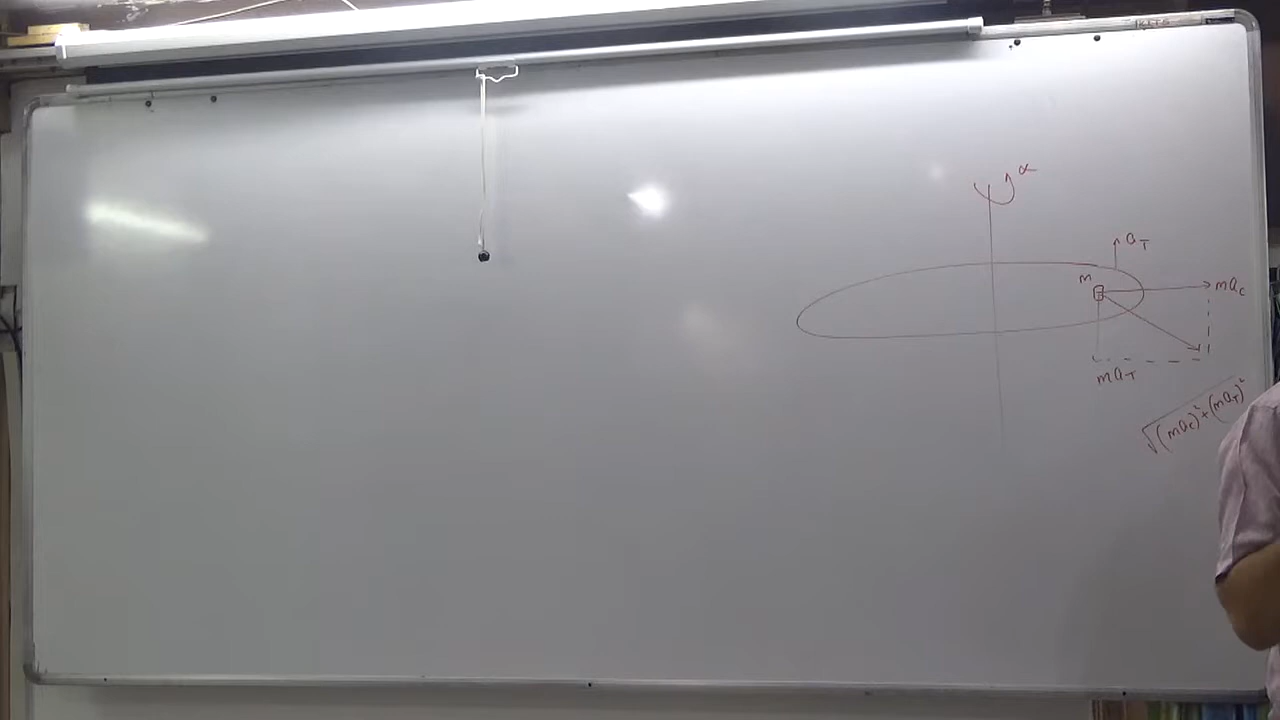 α
a_T
m
ma_c
ma_T
√(ma_c)²+(ma_T)²